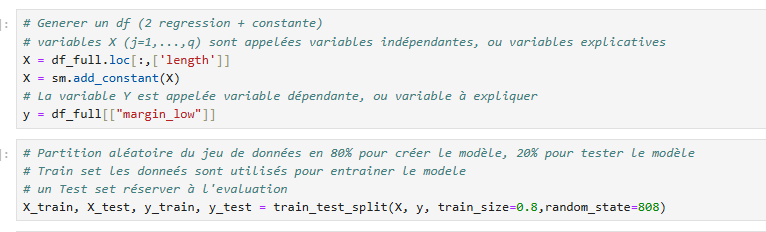 ]:
# Generer un df (2 regression + constante)
# variables X (j=1,...,q) sont appelées variables indépendantes, ou variables explicatives
X = df_full.loc[:,['length']]
X = sm.add_constant(X)
# La variable Y est appelée variable dépendante, ou variable à expliquer
y = df_full[["margin_low"]]
]:
# Partition aléatoire du jeu de données en 80% pour créer le modèle, 20% pour tester le modèle
# Train set les donneés sont utilisés pour entrainer le modele
# un Test set réserver à l'evaluation
X_train, X_test, y_train, y_test = train_test_split(X, y, train_size=0.8,random_state=808)